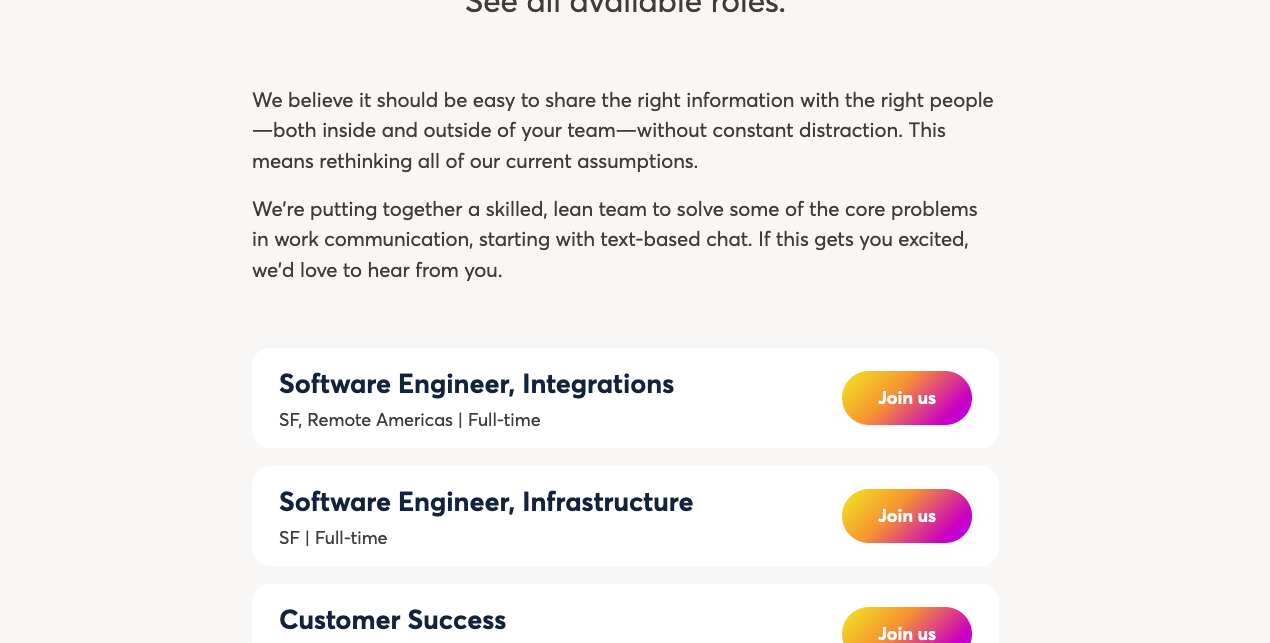 See all available roles.
We believe it should be easy to share the right information with the right people
—both inside and outside of your team—without constant distraction. This
means rethinking all of our current assumptions.
We're putting together a skilled, lean team to solve some of the core problems
in work communication, starting with text-based chat. If this gets you excited,
we'd love to hear from you.
Software Engineer, Integrations
SF, Remote Americas | Full-time
Join us
Software Engineer, Infrastructure
SF | Full-time
Join us
Customer Success
Join us